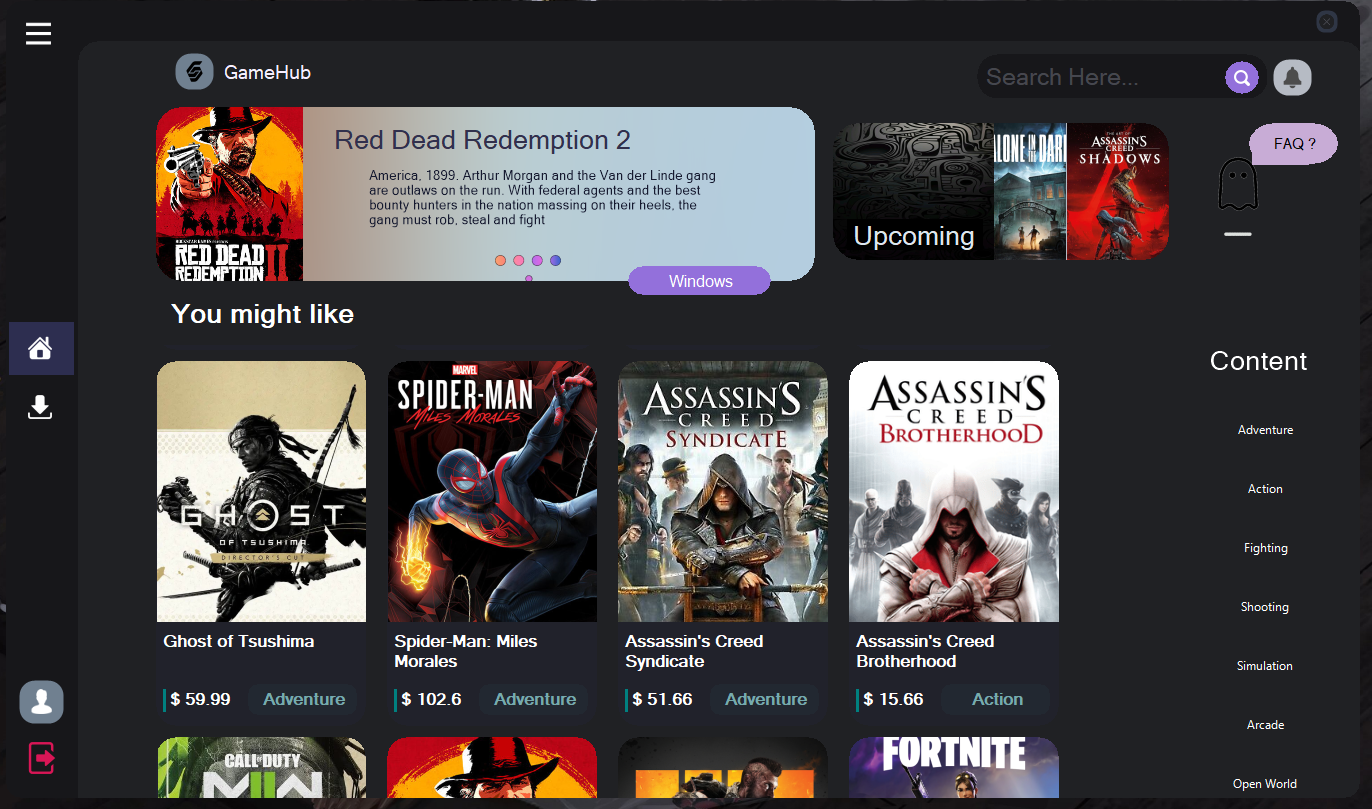 GameHub
Search Here...
FAQ ?
RED DEAD
REDEMPTION II
Red Dead Redemption 2
America, 1899. Arthur Morgan and the Van der Linde gang
are outlaws on the run. With federal agents and the best
bounty hunters in the nation massing on their heels, the
gang must rob, steal and fight
Windows
Upcoming
ALONE IN THE DARK
THE ART OF
ASSASSIN'S
CREED
SHADOWS
You might like
GHOST
OF TSUSHIMA
DIRECTOR'S CUT
Ghost of Tsushima
$ 59.99
Adventure
MARVEL
SPIDER-MAN
MILES MORALES
Spider-Man: Miles
Morales
$ 102.6
Adventure
ASSASSIN'S
CREED
SYNDICATE
Assassin's Creed
Syndicate
$ 51.66
Adventure
ASSASSIN'S
CREED
BROTHERHOOD
Assassin's Creed
Brotherhood
$ 15.66
Action
CALL OF DUTY
MWII
FORTNITE
Content
Adventure
Action
Fighting
Shooting
Simulation
Arcade
Open World